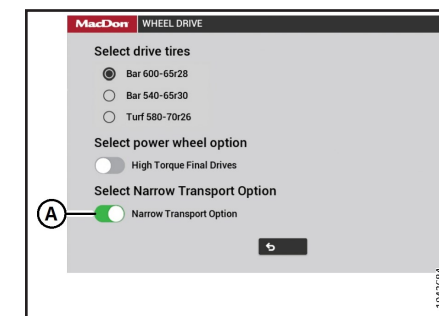 MacDon WHEEL DRIVE
Select drive tires
Bar 600-65r28
Bar 540-65r30
Turf 580-70r26
Select power wheel option
High Torque Final Drives
Select Narrow Transport Option
A
Narrow Transport Option